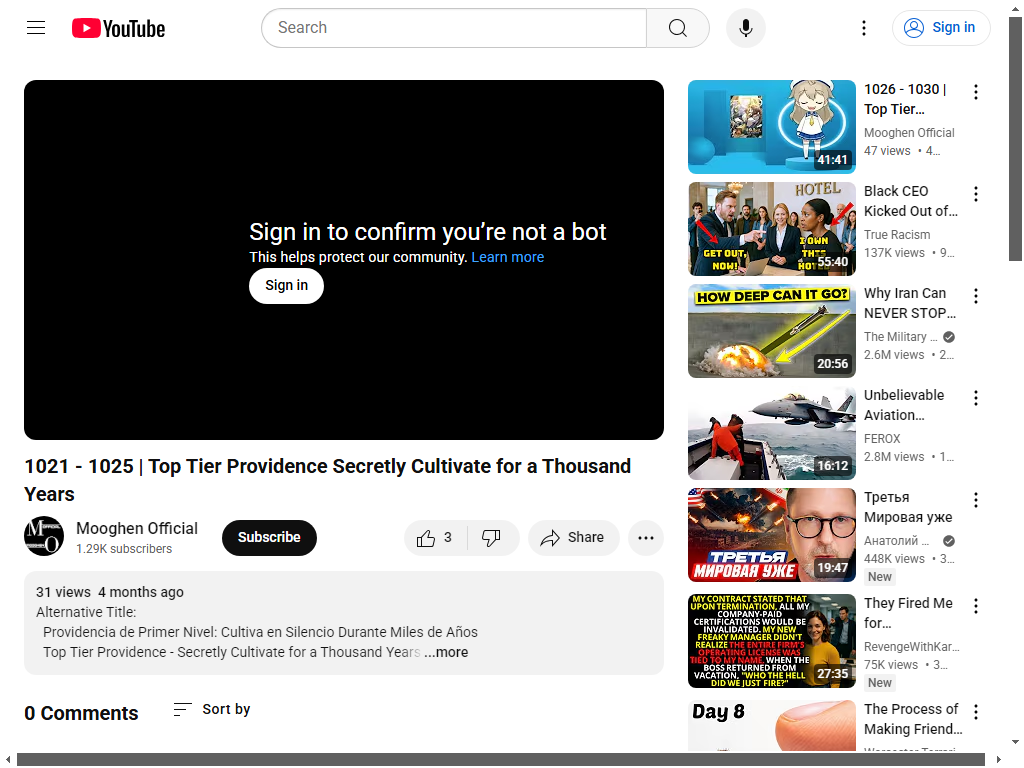 YouTube
Search
Sign in
Sign in to confirm you're not a bot
This helps protect our community. Learn more
Sign in
1021 - 1025 | Top Tier Providence Secretly Cultivate for a Thousand
Years
Mooghen Official
1.29K subscribers
Subscribe
3
Share
31 views 4 months ago
Alternative Title:
Providencia de Primer Nivel: Cultiva en Silencio Durante Miles de Años
Top Tier Providence - Secretly Cultivate for a Thousand Years ...more
0 Comments
Sort by
41:41
1026 - 1030 |
Top Tier…
Mooghen Official
47 views • 4…
HOTEL
GET OUT,
NOW!
I OWN
THIS
HOTEL
55:40
Black CEO
Kicked Out of…
True Racism
137K views • 9…
HOW DEEP CAN IT GO?
20:56
Why Iran Can
NEVER STOP…
The Military …
2.6M views • 2…
16:12
Unbelievable
Aviation…
FEROX
2.8M views • 1…
ТРЕТЬЯ
МИРОВАЯ УЖЕ
19:47
Третья
Мировая уже
Анатолий …
448K views • 3…
New
MY CONTRACT STATED THAT
UPON TERMINATION, ALL MY
COMPANY-PAID
CERTIFICATIONS WOULD BE
INVALIDATED. MY NEW
FREAKY MANAGER DIDN'T
REALIZE THE ENTIRE FIRM'S
OPERATING LICENSE WAS
TIED TO MY NAME. WHEN THE
BOSS RETURNED FROM
VACATION, "WHO THE HELL
DID WE JUST FIRE?"
27:35
They Fired Me
for…
RevengeWithKar…
75K views • 3…
New
Day 8
The Process of
Making Friend…